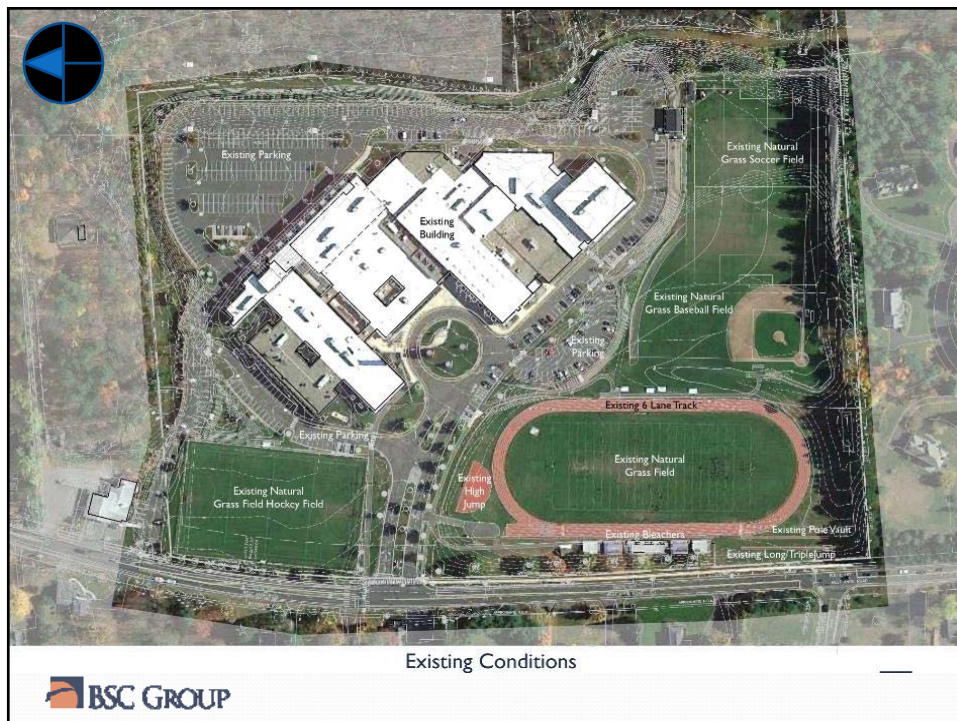 Existing Parking
Existing Natural
Grass Soccer Field
Existing
Building
Existing Natural
Grass Baseball Field
Existing
Parking
Existing 6 Lane Track
Existing Parking
Existing Natural
Grass Field
Existing
High
Jump
Existing Natural
Grass Field Hockey Field
Existing Pole Vault
Existing Bleachers
Existing Long/Triple Jump
Existing Conditions
BSC GROUP